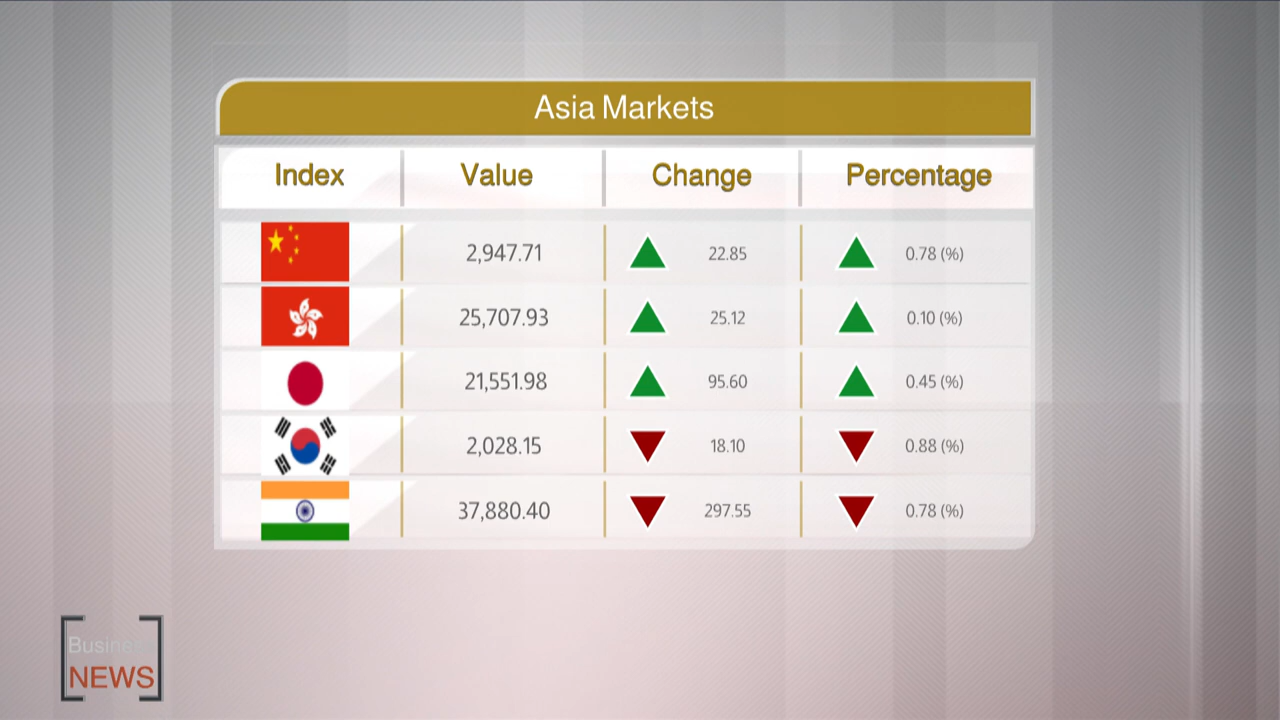 Asia Markets
Index Value Change Percentage
2,947.71 22.85 0.78 (%)
25,707.93 25.12 0.10 (%)
21,551.98 95.60 0.45 (%)
2,028.15 18.10 0.88 (%)
37,880.40 297.55 0.78 (%)
NEWS